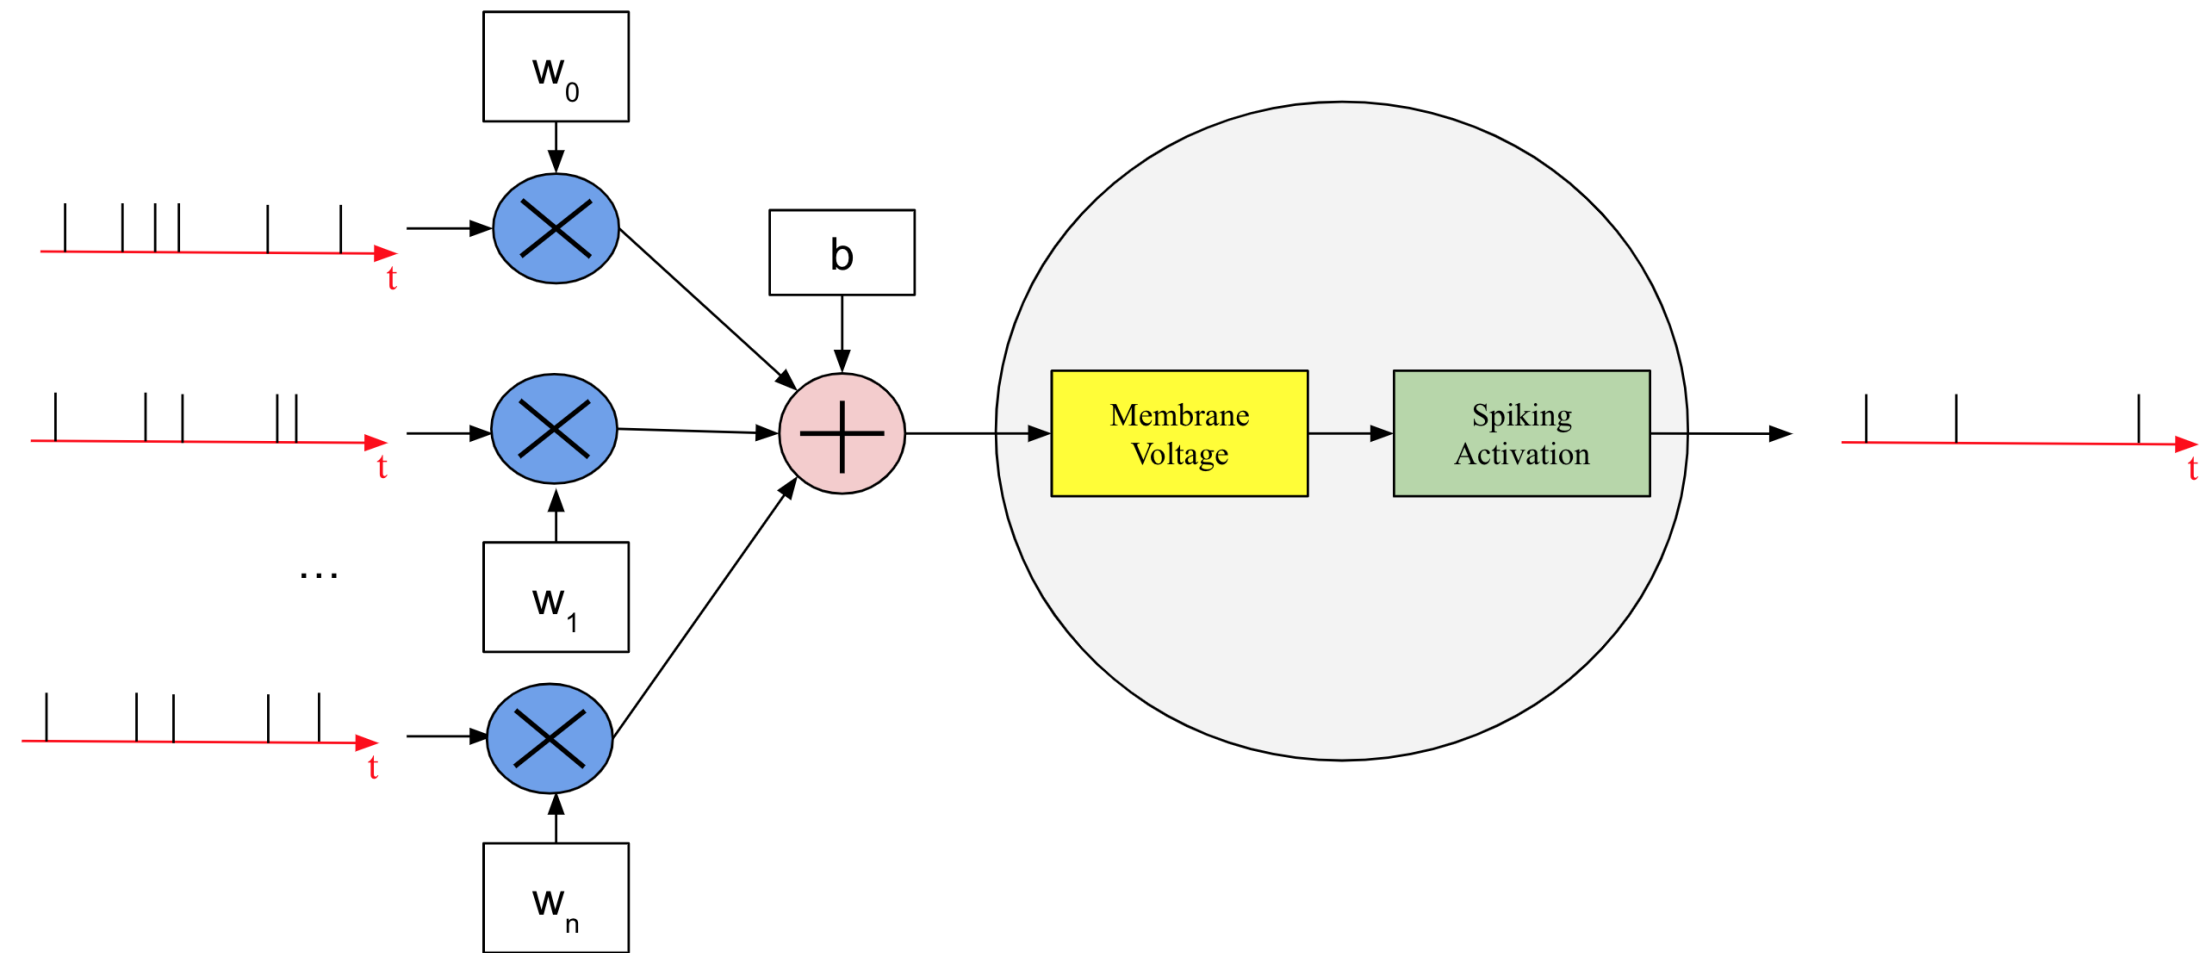 w₀
t
b
t
Membrane
Voltage
Spiking
Activation
t
...
w₁
t
wₙ